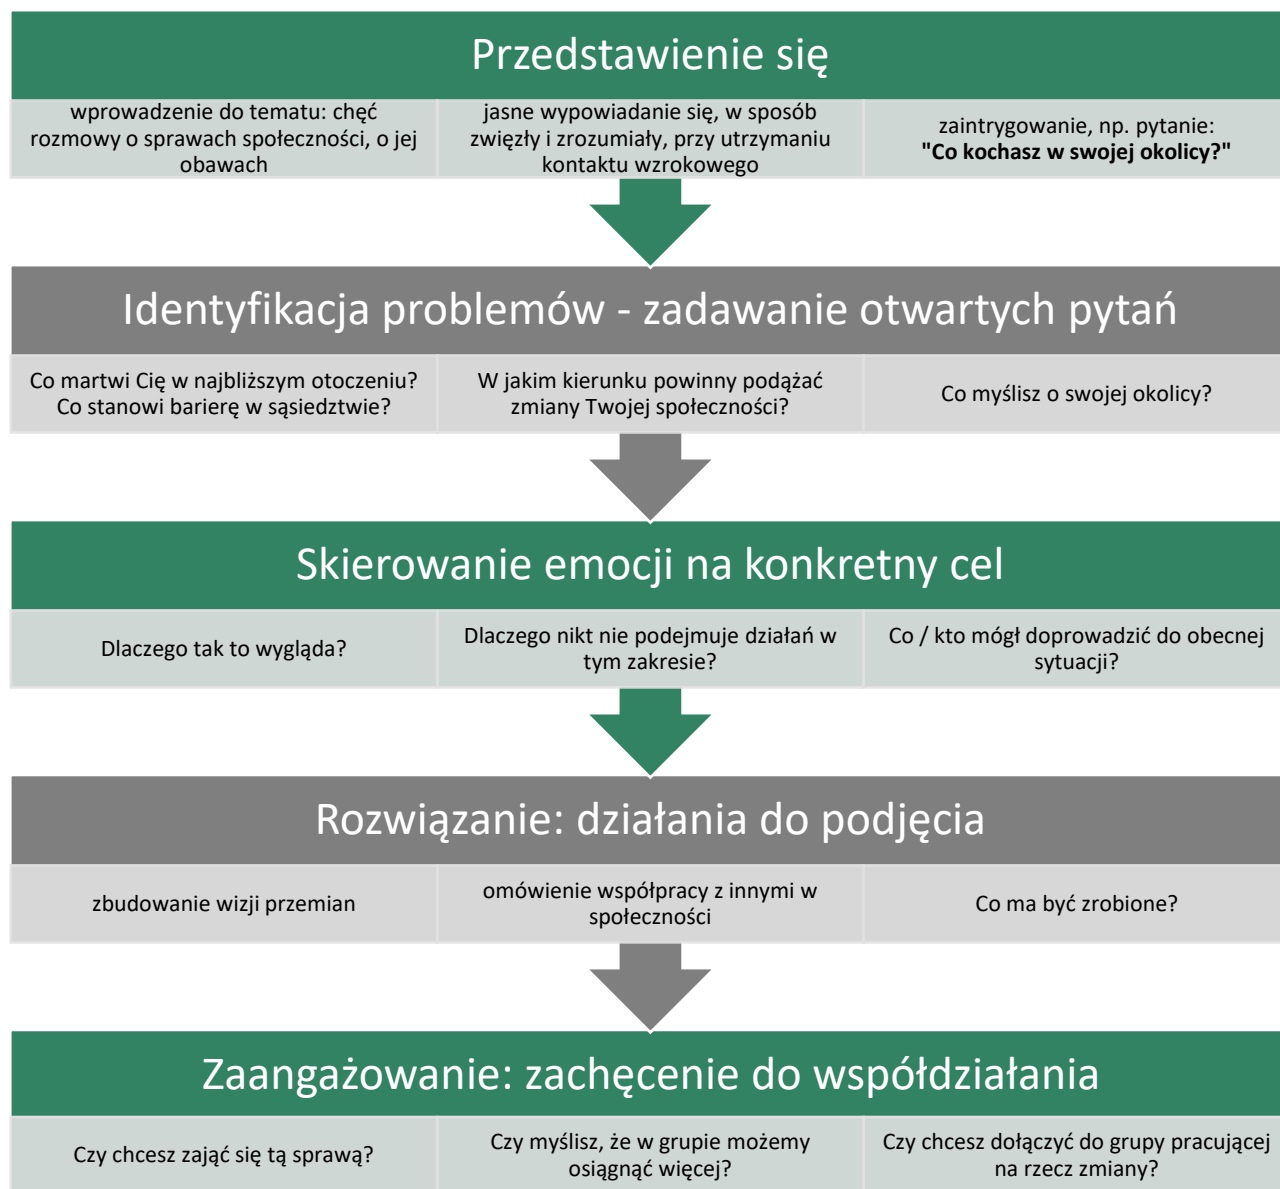 Przedstawienie się
wprowadzenie do tematu: chęć
rozmowy o sprawach społeczności, o jej
obawach
jasne wypowiadanie się, w sposób
zwięzły i zrozumiały, przy utrzymaniu
kontaktu wzrokowego
zaintrygowanie, np. pytanie:
"Co kochasz w swojej okolicy?"
Identyfikacja problemów - zadawanie otwartych pytań
Co martwi Cię w najbliższym otoczeniu?
Co stanowi barierę w sąsiedztwie?
W jakim kierunku powinny podążać
zmiany Twojej społeczności?
Co myślisz o swojej okolicy?
Skierowanie emocji na konkretny cel
Dlaczego tak to wygląda?
Dlaczego nikt nie podejmuje działań w
tym zakresie?
Co / kto mógł doprowadzić do obecnej
sytuacji?
Rozwiązanie: działania do podjęcia
zbudowanie wizji przemian
omówienie współpracy z innymi w
społeczności
Co ma być zrobione?
Zaangażowanie: zachęcenie do współdziałania
Czy chcesz zająć się tą sprawą?
Czy myślisz, że w grupie możemy
osiągnąć więcej?
Czy chcesz dołączyć do grupy pracującej
na rzecz zmiany?